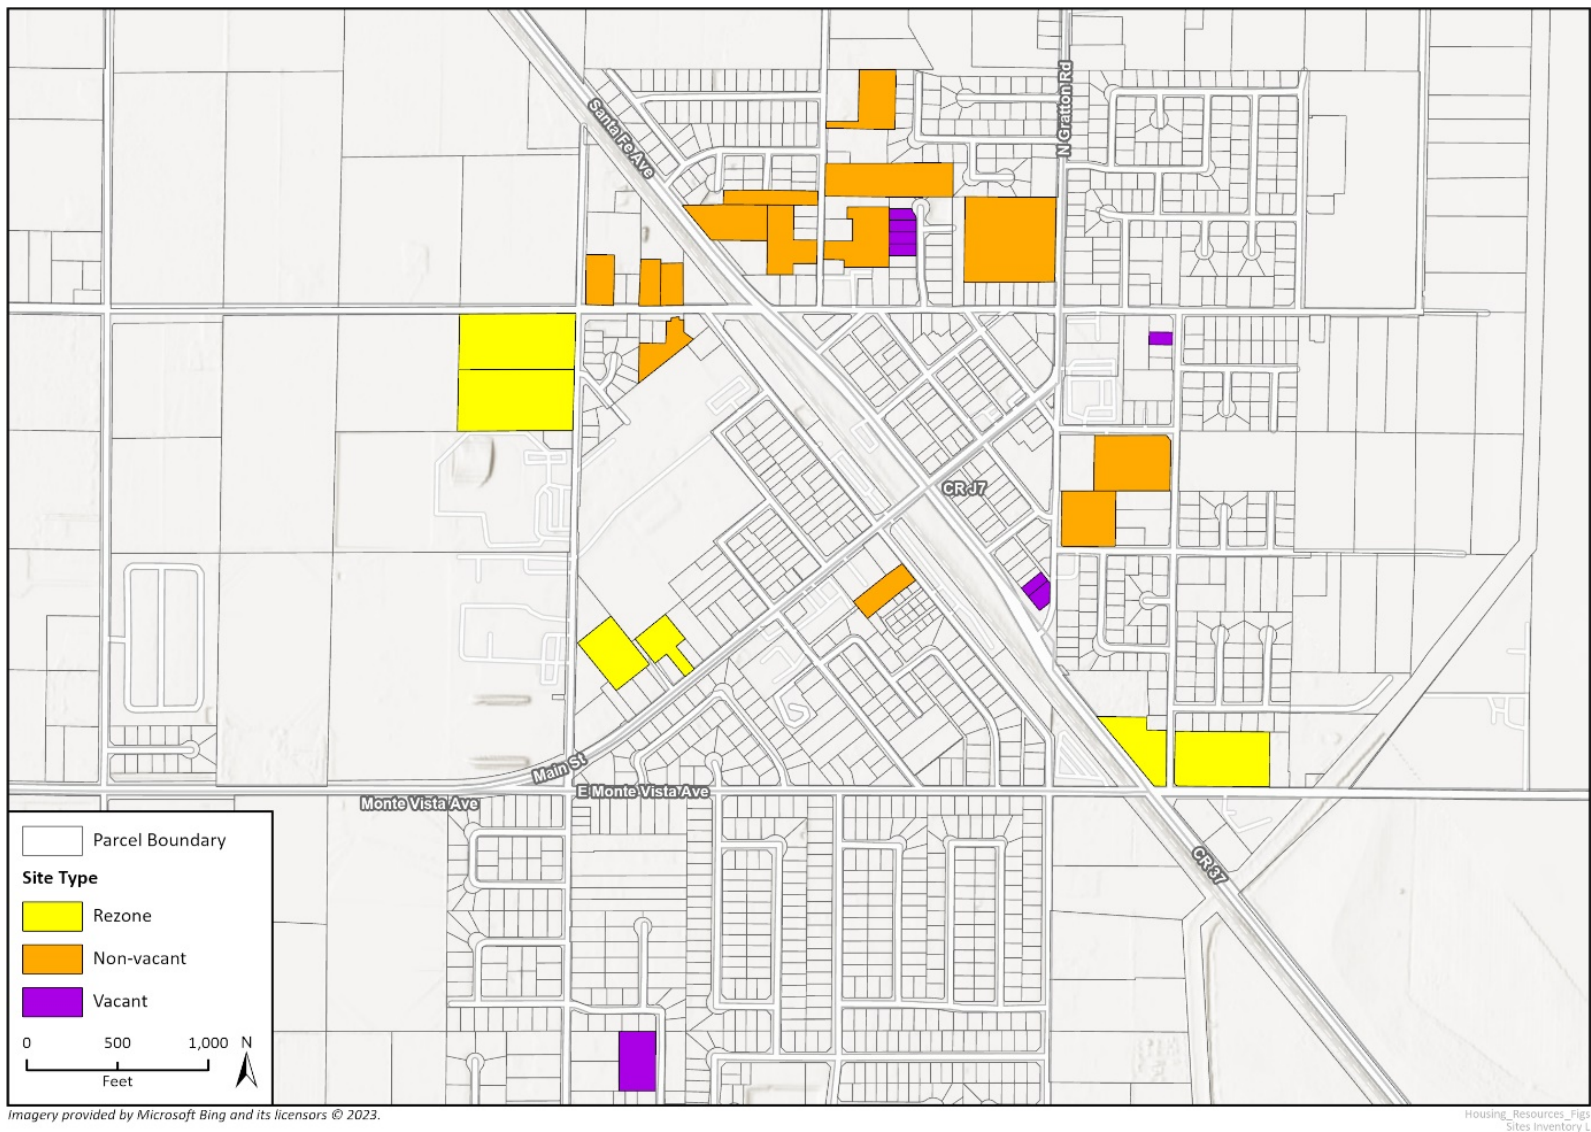 Santa Fe Ave
N Gratton Rd
CR J7
Main St
E Monte Vista Ave
Monte Vista Ave
CR 37
Parcel Boundary
Site Type
Rezone
Non-vacant
Vacant
0 500 1,000 N
Feet
Imagery provided by Microsoft Bing and its licensors © 2023.
Housing_Resources_Figs
Sites Inventory L